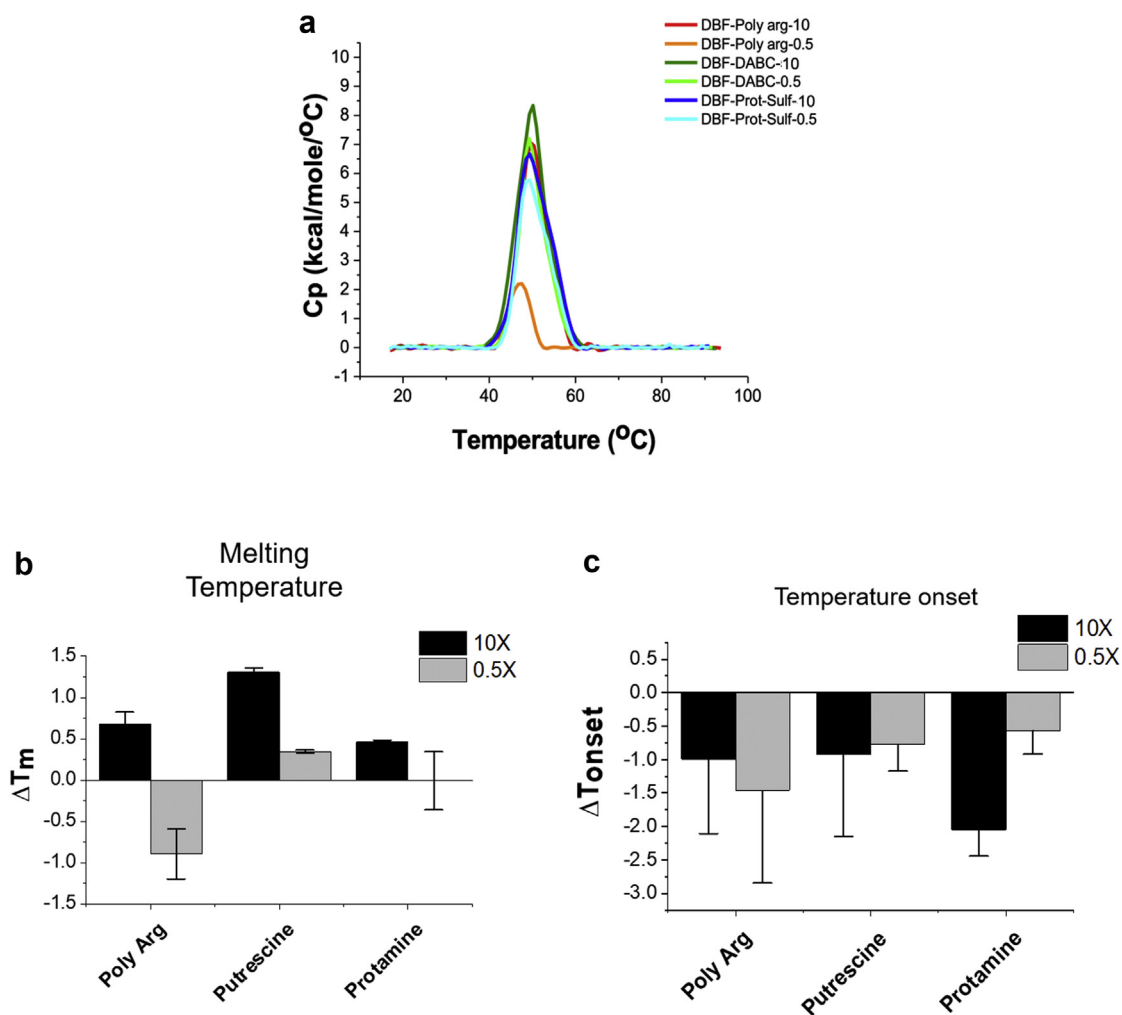 a
DBF-Poly arg-10
DBF-Poly arg-0.5
DBF-DABC-10
DBF-DABC-0.5
DBF-Prot-Sulf-10
DBF-Prot-Sulf-0.5
10
9
8
7
6
5
4
3
2
1
0
-1
Cp (kcal/mole/°C)
20 40 60 80 100
Temperature (°C)
b
Melting
Temperature
10X
0.5X
1.5
1.0
0.5
0.0
-0.5
-1.0
-1.5
ΔTm
Poly Arg
Putrescine
Protamine
c
Temperature onset
10X
0.5X
0.5
0.0
-0.5
-1.0
-1.5
-2.0
-2.5
-3.0
ΔTonset
Poly Arg
Putrescine
Protamine